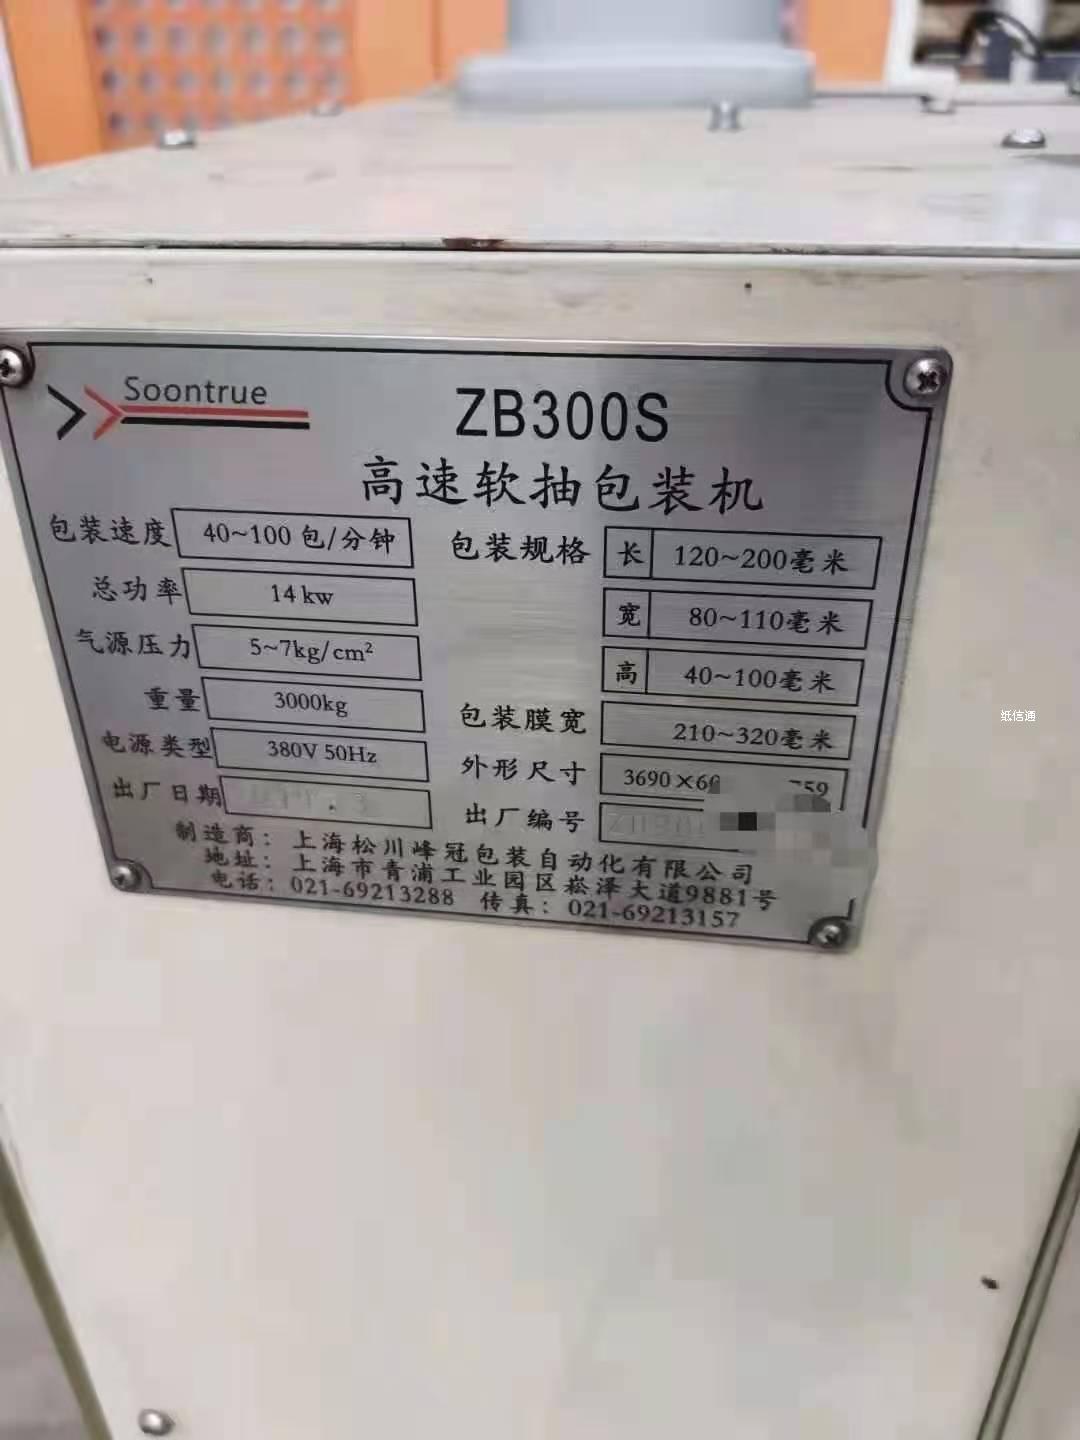 Soontrue
ZB300S
高速软抽包装机
包装速度 40~100 包/分钟
总功率 14 kw
气源压力 5~7kg/cm²
重量 3000kg
电源类型 380V 50Hz
出厂日期
包装规格 长 120~200毫米
宽 80~110毫米
高 40~100毫米
包装膜宽 210~320毫米
外形尺寸 3690×6
出厂编号
制造商：上海松川峰冠包装自动化有限公司
地址：上海市青浦工业园区崧泽大道9881号
电话：021-69213288 传真：021-69213157
纸信通